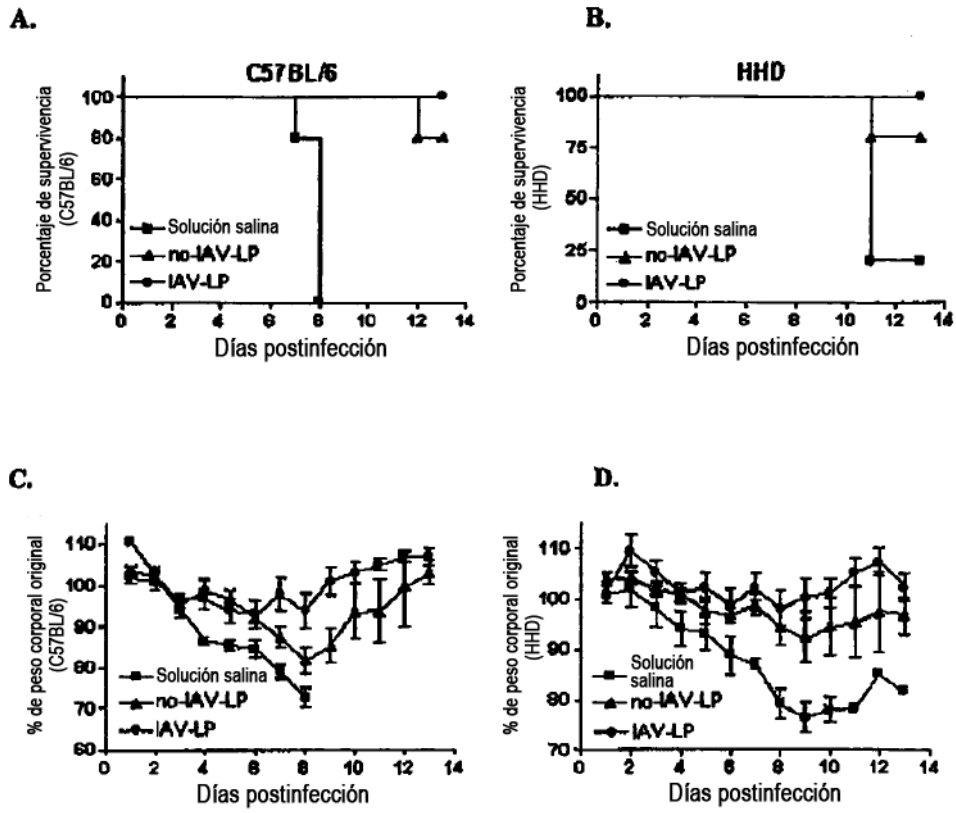 A.
C57BL/6
Porcentaje de supervivencia
(C57BL/6)
100
80
60
40
20
0
Solución salina
no-IAV-LP
IAV-LP
0 2 4 6 8 10 12 14
Días postinfección
B.
HHD
Porcentaje de supervivencia
(HHD)
100
75
50
25
0
Solución salina
no-IAV-LP
IAV-LP
0 2 4 6 8 10 12 14
Días postinfección
C.
% de peso corporal original
(C57BL/6)
110
100
90
80
70
60
Solución salina
no-IAV-LP
IAV-LP
0 2 4 6 8 10 12 14
Días postinfección
D.
% de peso corporal original
(HHD)
110
100
90
80
70
Solución
salina
no-IAV-LP
IAV-LP
0 2 4 6 8 10 12 14
Días postinfección